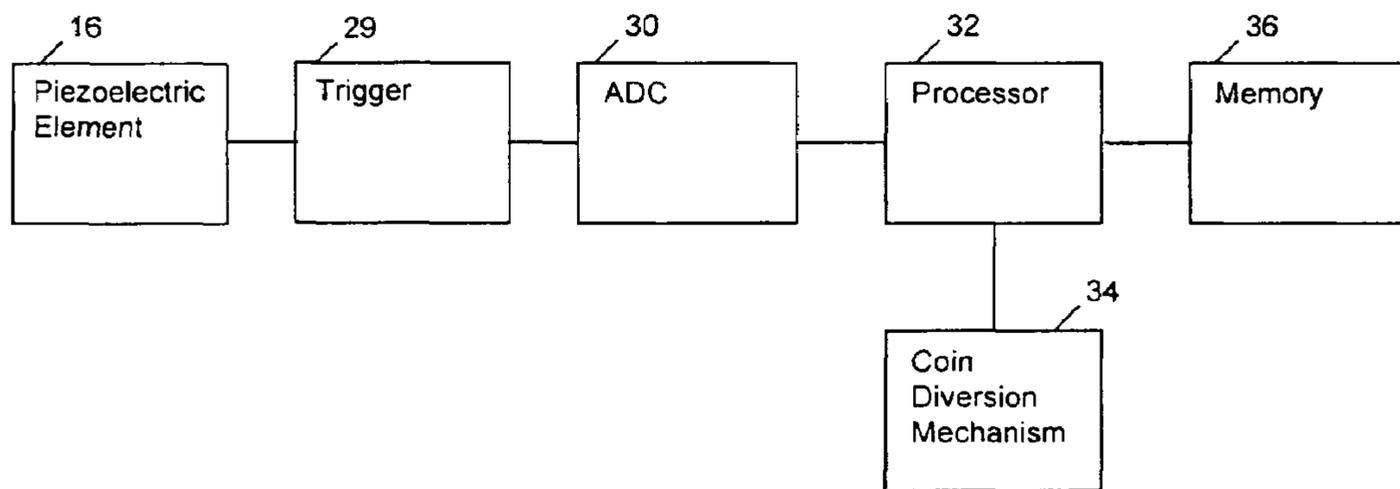 16
29
30
32
36
Piezoelectric
Element
Trigger
ADC
Processor
Memory
34
Coin
Diversion
Mechanism